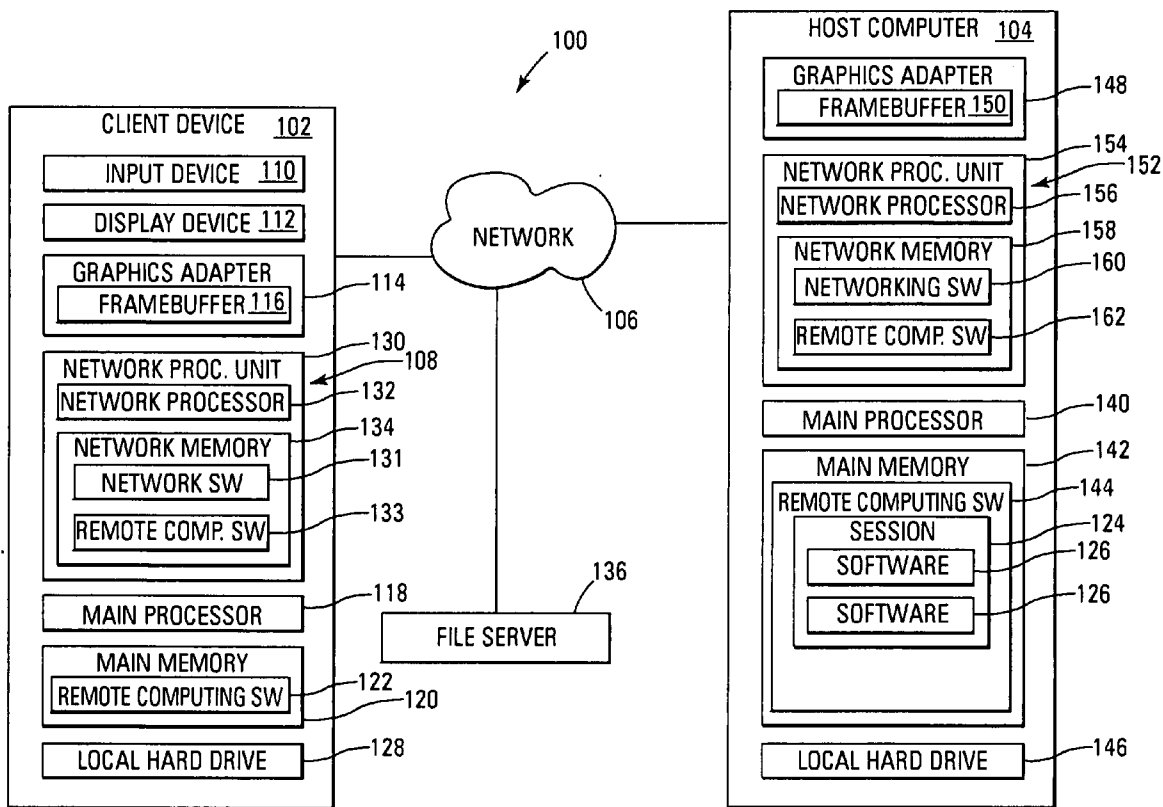 100
CLIENT DEVICE 102
INPUT DEVICE 110
DISPLAY DEVICE 112
GRAPHICS ADAPTER
FRAMEBUFFER 116
114
NETWORK PROC. UNIT
130
108
NETWORK PROCESSOR
132
NETWORK MEMORY
134
NETWORK SW
131
REMOTE COMP. SW
133
MAIN PROCESSOR
118
MAIN MEMORY
REMOTE COMPUTING SW
122
120
LOCAL HARD DRIVE
128
NETWORK
106
136
FILE SERVER
HOST COMPUTER 104
GRAPHICS ADAPTER
148
FRAMEBUFFER 150
154
NETWORK PROC. UNIT
152
NETWORK PROCESSOR
156
NETWORK MEMORY
158
NETWORKING SW
160
REMOTE COMP. SW
162
MAIN PROCESSOR
140
MAIN MEMORY
142
REMOTE COMPUTING SW
144
SESSION
124
SOFTWARE
126
SOFTWARE
126
LOCAL HARD DRIVE
146